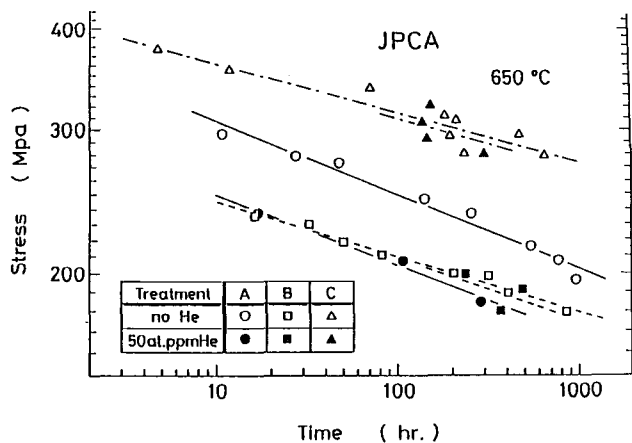 JPCA
650 °C
400
300
200
Stress ( Mpa )
Treatment A B C
no He ○ □ △
50at.ppmHe ● ■ ▲
10 100 1000
Time ( hr. )